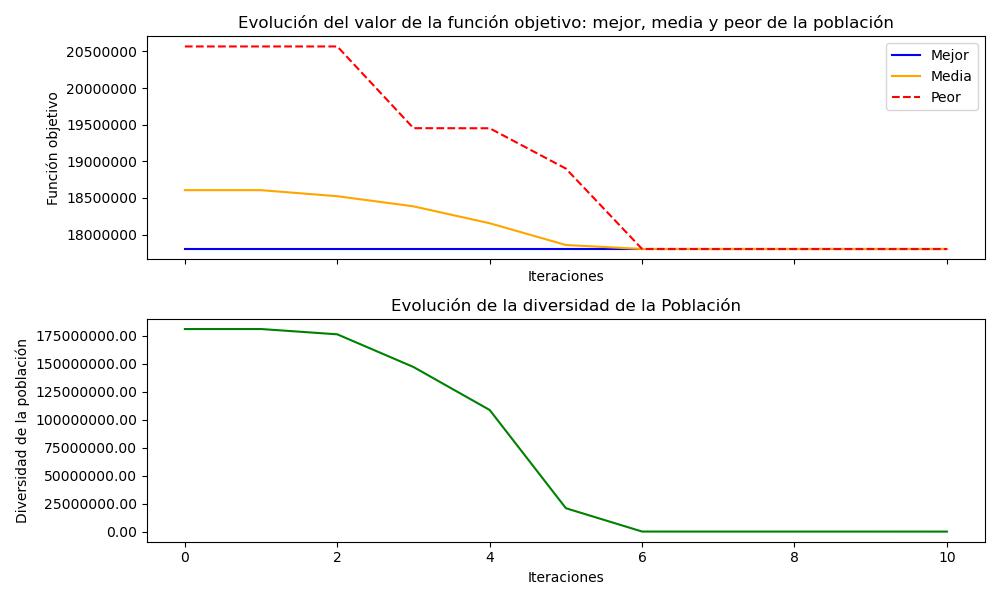 Evolución del valor de la función objetivo: mejor, media y peor de la población
Función objetivo
20500000
20000000
19500000
19000000
18500000
18000000
Mejor
Media
Peor
Iteraciones
Evolución de la diversidad de la Población
Diversidad de la población
175000000.00
150000000.00
125000000.00
100000000.00
75000000.00
50000000.00
25000000.00
0.00
0 2 4 6 8 10
Iteraciones